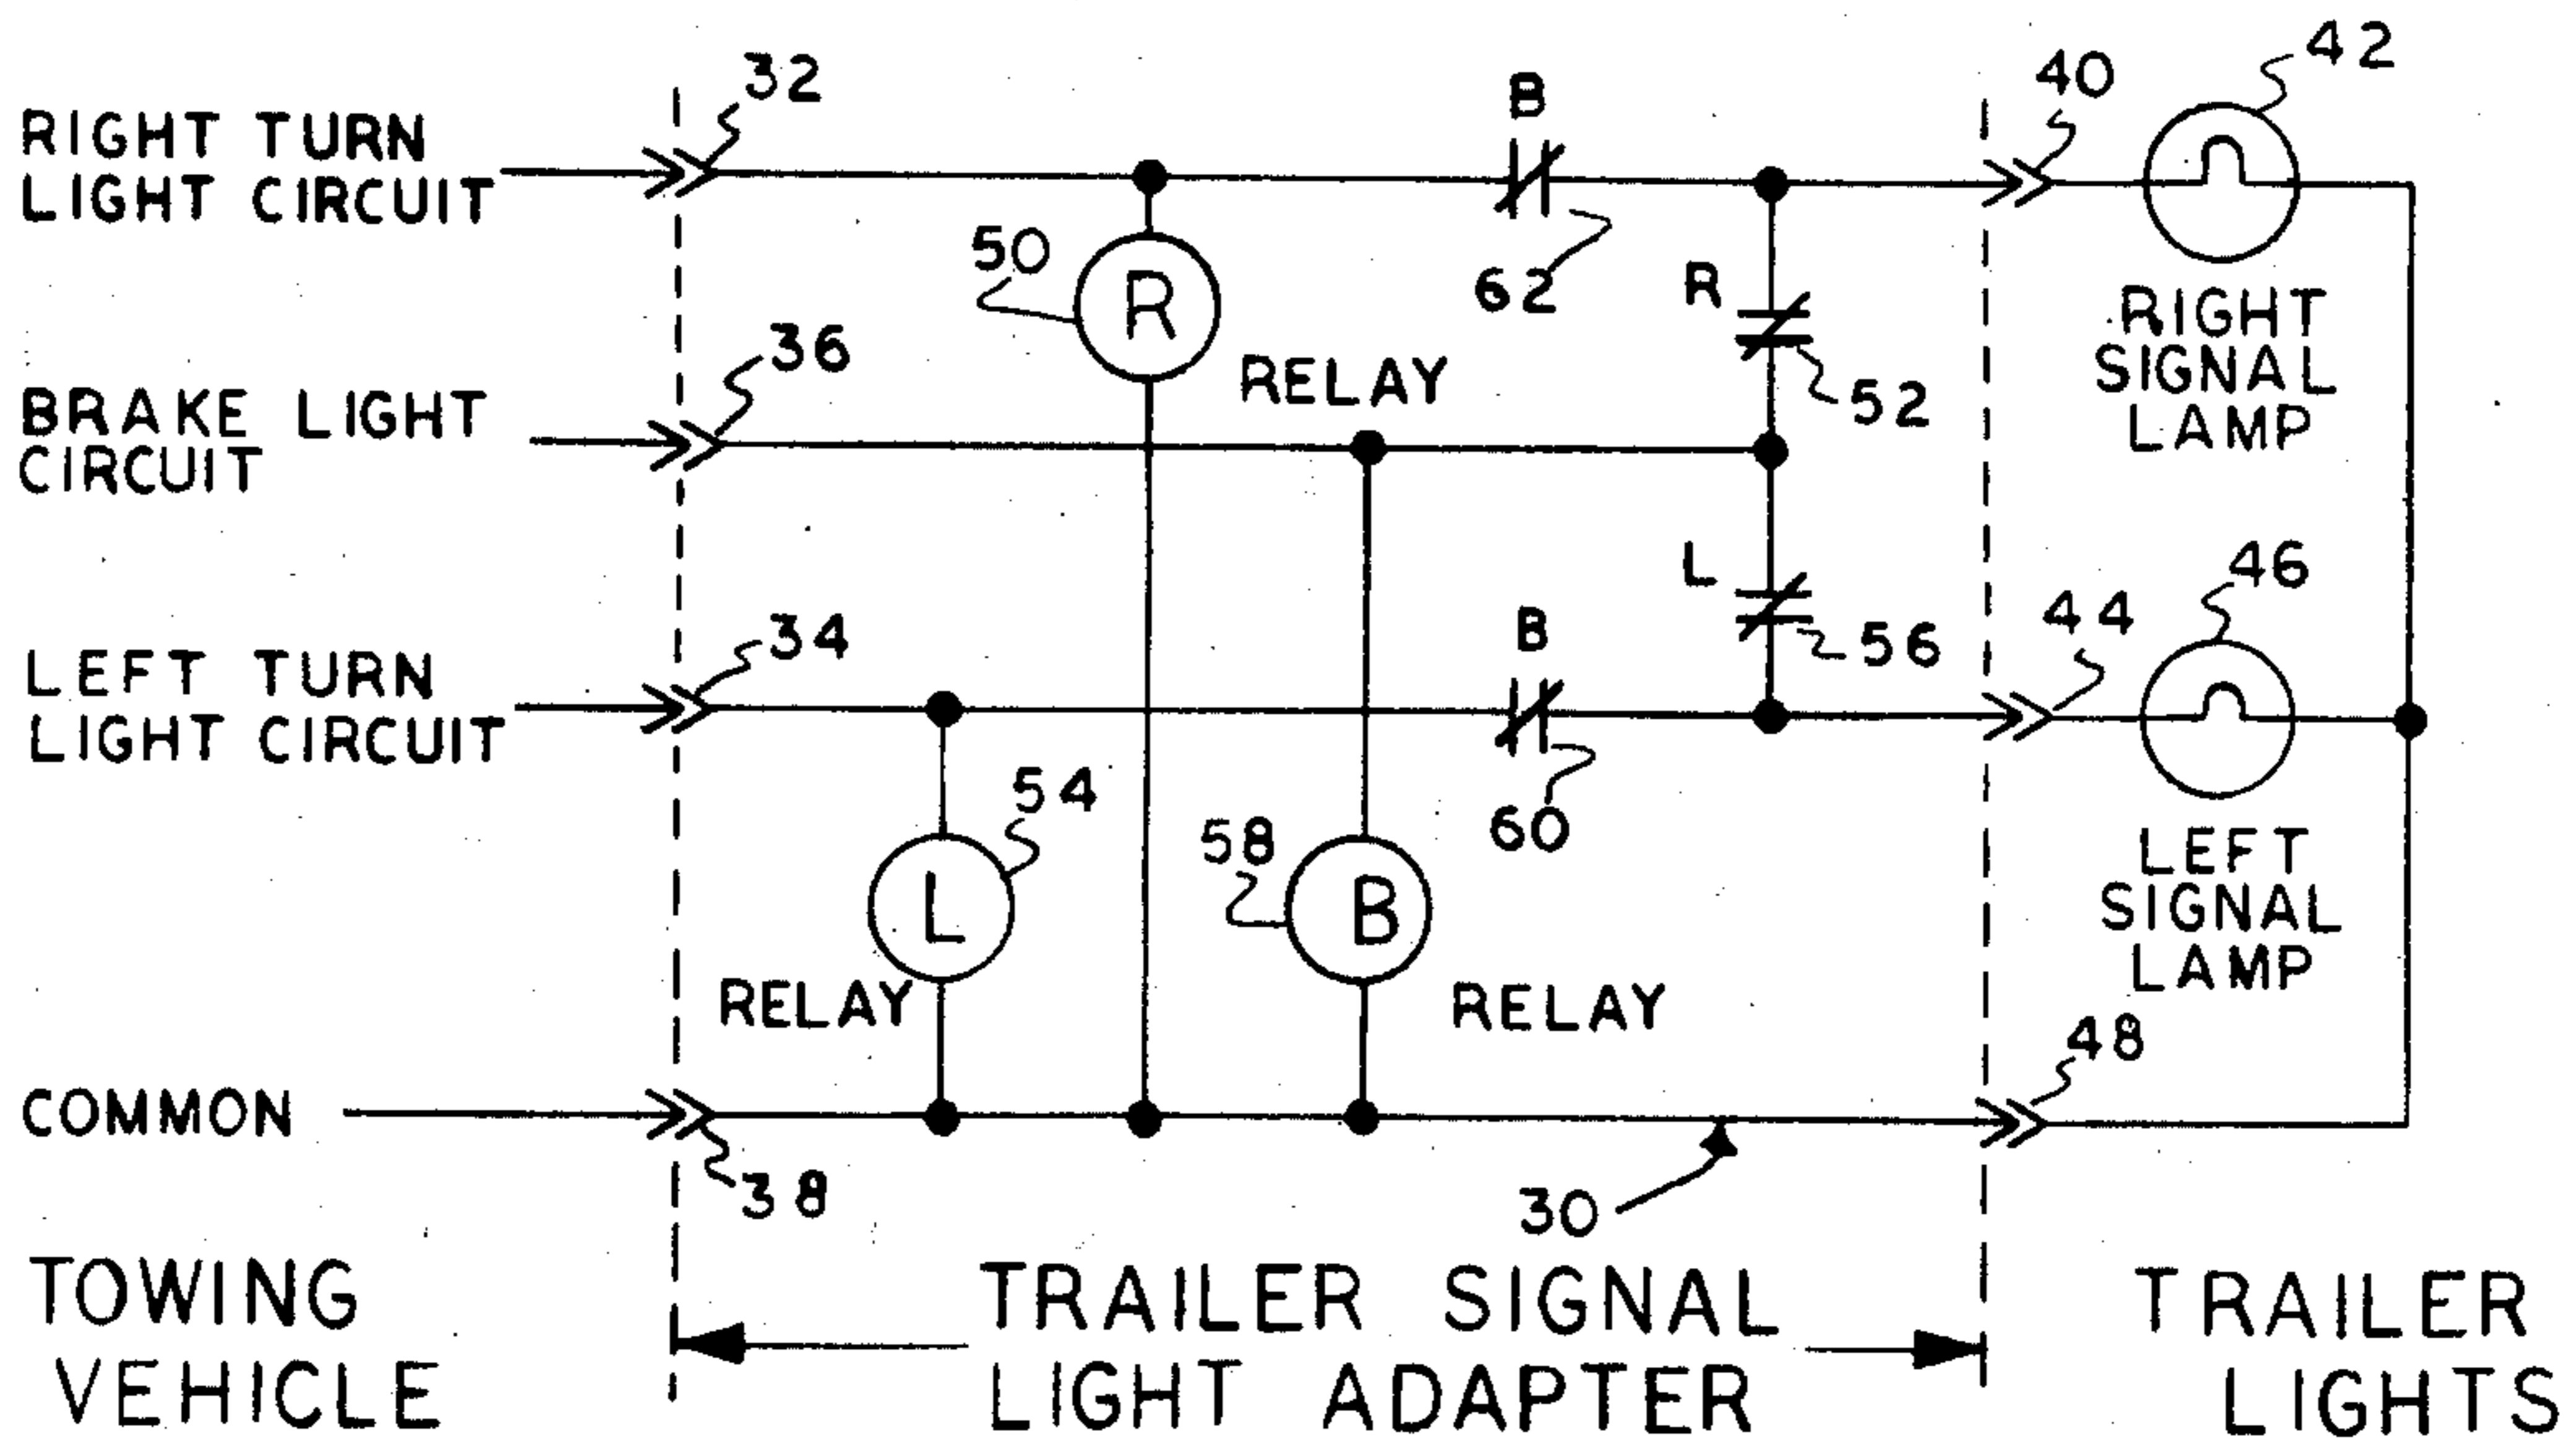 RIGHT TURN
LIGHT CIRCUIT
32
B
40
42
50
R
62
R
52
RIGHT
SIGNAL
LAMP
RELAY
BRAKE LIGHT
CIRCUIT
36
L
56
46
44
LEFT TURN
LIGHT CIRCUIT
34
B
60
54
L
RELAY
58
B
RELAY
LEFT
SIGNAL
LAMP
48
COMMON
38
30
TOWING
VEHICLE
TRAILER SIGNAL
LIGHT ADAPTER
TRAILER
LIGHTS